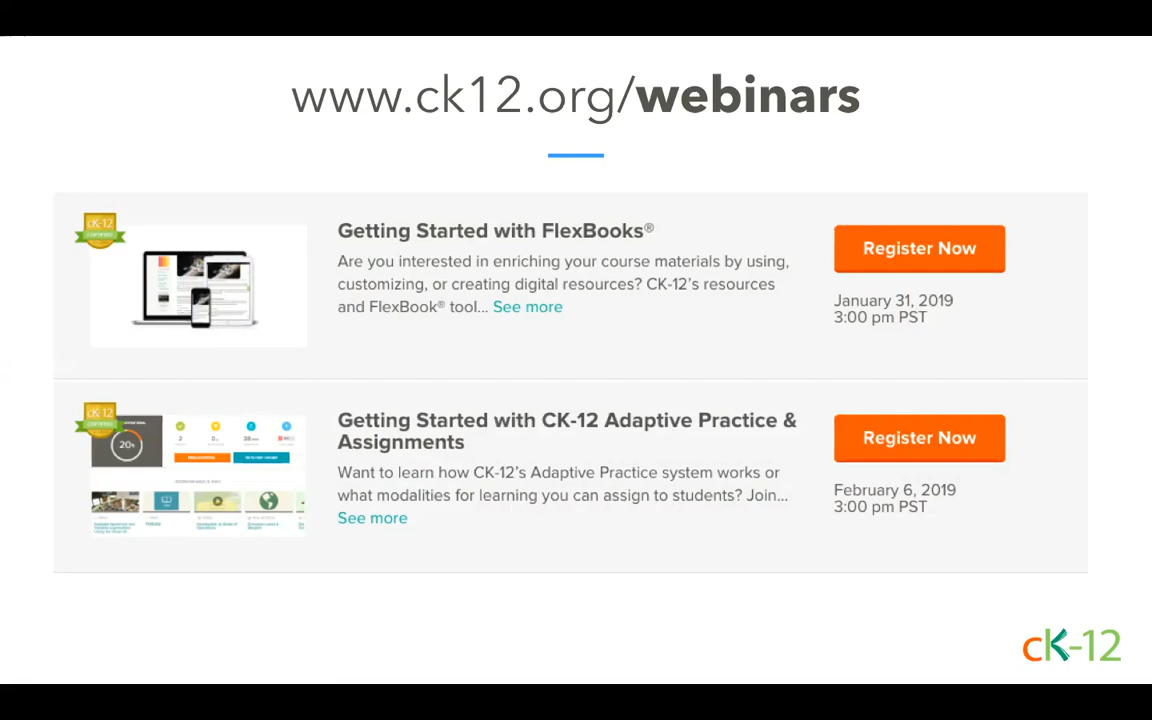 www.ck12.org/webinars
cK-12
CERTIFIED
Getting Started with FlexBooks®
Are you interested in enriching your course materials by using,
customizing, or creating digital resources? CK-12's resources
and FlexBook® tool... See more
Register Now
January 31, 2019
3:00 pm PST
cK-12
CERTIFIED
20%
Getting Started with CK-12 Adaptive Practice &
Assignments
Want to learn how CK-12's Adaptive Practice system works or
what modalities for learning you can assign to students? Join...
See more
Register Now
February 6, 2019
3:00 pm PST
cK-12